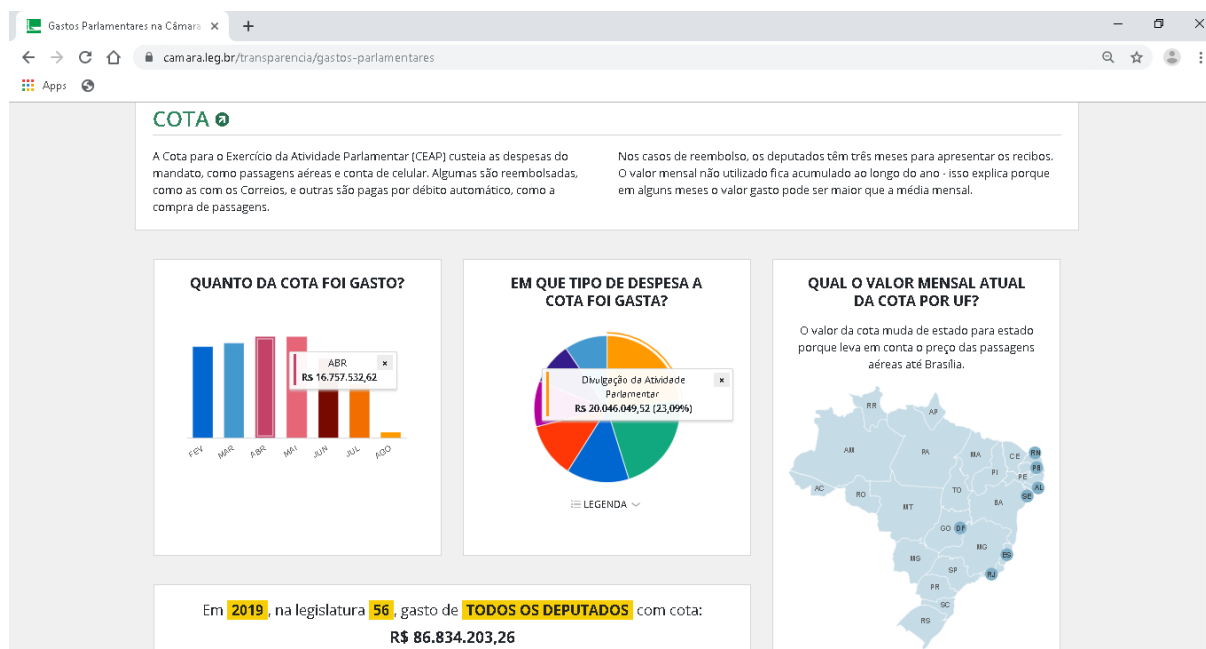 Gastos Parlamentares na Câmara
camara.leg.br/transparencia/gastos-parlamentares
Apps
COTA
A Cota para o Exercício da Atividade Parlamentar (CEAP) custeia as despesas do
mandato, como passagens aéreas e conta de celular. Algumas são reembolsadas,
como as com os Correios, e outras são pagas por débito automático, como a
compra de passagens.
Nos casos de reembolso, os deputados têm três meses para apresentar os recibos.
O valor mensal não utilizado fica acumulado ao longo do ano - isso explica porque
em alguns meses o valor gasto pode ser maior que a média mensal.
QUANTO DA COTA FOI GASTO?
ABR
R$ 16.757.532,62
FEV MAR ABR MAI JUN JUL AGO
EM QUE TIPO DE DESPESA A
COTA FOI GASTA?
Divulgação da Atividade
Parlamentar
R$ 20.046.049,52 (23,09%)
LEGENDA
QUAL O VALOR MENSAL ATUAL
DA COTA POR UF?
O valor da cota muda de estado para estado
porque leva em conta o preço das passagens
aéreas até Brasília.
RR AP
AM PA MA CE RN
PI PB
PE
AC RO TO AL
SE
MT BA
GO DF
MG
MS ES
SP RJ
PR
SC
RS
Em 2019, na legislatura 56, gasto de TODOS OS DEPUTADOS com cota:
R$ 86.834.203,26